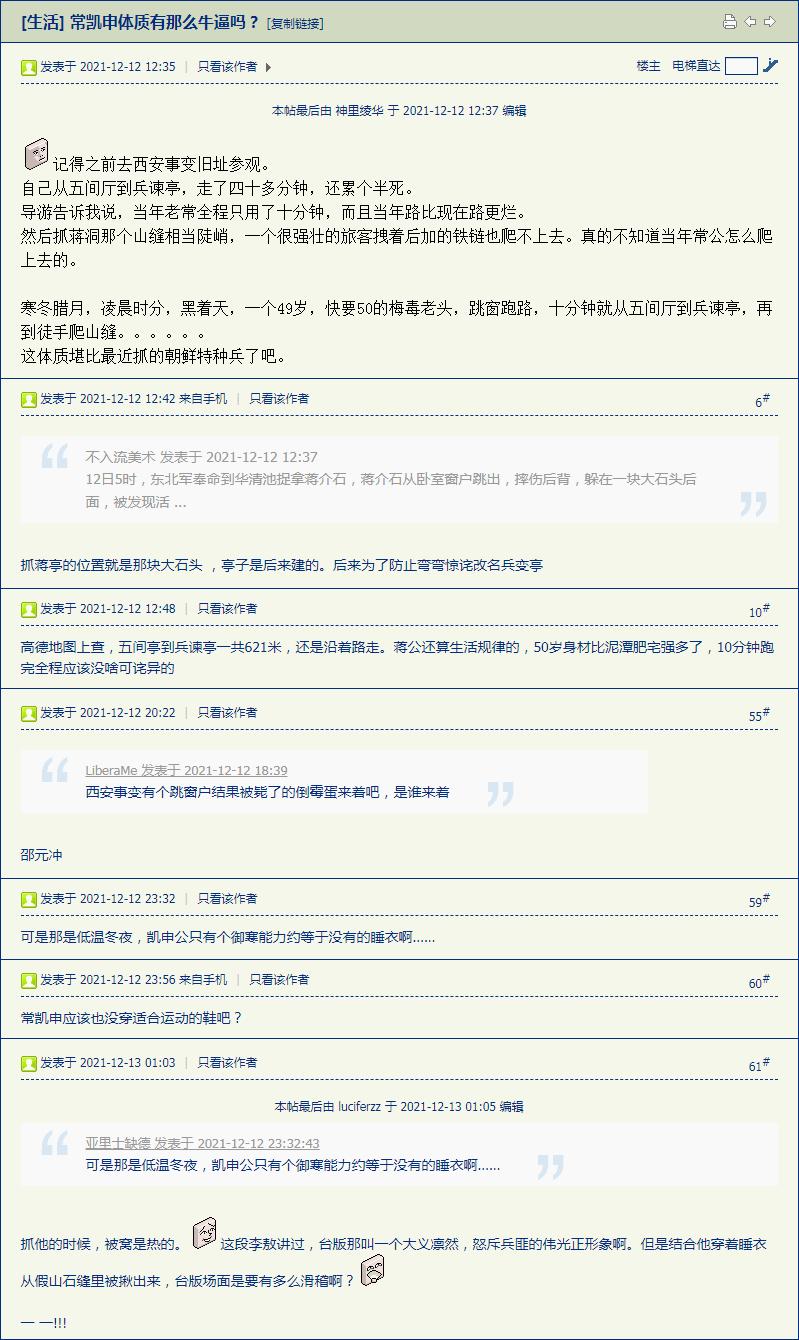 [生活] 常凯申体质有那么牛逼吗？ [复制链接]
发表于 2021-12-12 12:35 | 只看该作者
楼主 电梯直达
本帖最后由 神里绫华 于 2021-12-12 12:37 编辑
记得之前去西安事变旧址参观。
自己从五间厅到兵谏亭，走了四十多分钟，还累个半死。
导游告诉我说，当年老常全程只用了十分钟，而且当年路比现在路更烂。
然后抓蒋洞那个山缝相当陡峭，一个很强壮的旅客拽着后加的铁链也爬不上去。真的不知道当年常公怎么爬
上去的。
寒冬腊月，凌晨时分，黑着天，一个49岁，快要50的梅毒老头，跳窗跑路，十分钟就从五间厅到兵谏亭，再
到徒手爬山缝。。。。。。
这体质堪比最近抓的朝鲜特种兵了吧。
发表于 2021-12-12 12:42 来自手机 | 只看该作者
6#
不入流美术 发表于 2021-12-12 12:37
12日5时，东北军奉命到华清池捉拿蒋介石，蒋介石从卧室窗户跳出，摔伤后背，躲在一块大石头后
面，被发现活 ...
抓蒋亭的位置就是那块大石头 ，亭子是后来建的。后来为了防止弯弯惊诧改名兵变亭
发表于 2021-12-12 12:48 | 只看该作者
10#
高德地图上查，五间亭到兵谏亭一共621米，还是沿着路走。蒋公还算生活规律的，50岁身材比泥潭肥宅强多了，10分钟跑
完全程应该没啥可诧异的
发表于 2021-12-12 20:22 | 只看该作者
55#
LiberaMe 发表于 2021-12-12 18:39
西安事变有个跳窗户结果被毙了的倒霉蛋来着吧，是谁来着
邵元冲
发表于 2021-12-12 23:32 | 只看该作者
59#
可是那是低温冬夜，凯申公只有个御寒能力约等于没有的睡衣啊......
发表于 2021-12-12 23:56 来自手机 | 只看该作者
60#
常凯申应该也没穿适合运动的鞋吧？
发表于 2021-12-13 01:03 | 只看该作者
61#
本帖最后由 luciferzz 于 2021-12-13 01:05 编辑
亚里士缺德 发表于 2021-12-12 23:32:43
可是那是低温冬夜，凯申公只有个御寒能力约等于没有的睡衣啊......
抓他的时候，被窝是热的。 这段李敖讲过，台版那叫一个大义凛然，怒斥兵匪的伟光正形象啊。但是结合他穿着睡衣
从假山石缝里被揪出来，台版场面是要有多么滑稽啊？
一 一!!!